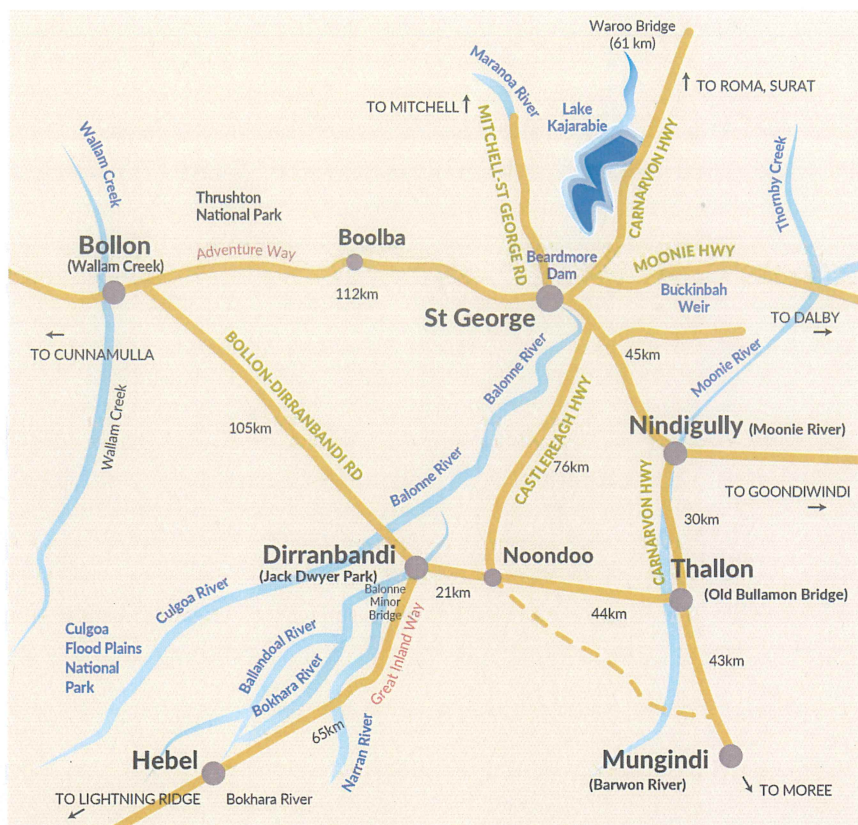 Waroo Bridge
(61 km)
Maranoa River
TO MITCHELL
Lake
Kajarabie
TO ROMA, SURAT
MITCHELL-ST GEORGE RD
CARNARVON HWY
Thornby Creek
Wallam Creek
Thrushton
National Park
Bollon
(Wallam Creek)
Adventure Way
Boolba
112km
Beardmore
Dam
MOONIE HWY
Buckinbah
Weir
St George
TO DALBY
TO CUNNAMULLA
45km
Moonie River
Balonne River
BOLLON-DIRRANBANDI RD
105km
Wallam Creek
CASTLEREAGH HWY
76km
Nindigully (Moonie River)
Balonne River
CARNARVON HWY
TO GOONDIWINDI
30km
Dirranbandi
(Jack Dwyer Park)
Noondoo
Thallon
(Old Bullamon Bridge)
Balonne
Minor
Bridge
21km
44km
Culgoa River
Culgoa
Flood Plains
National
Park
Ballandoal River
Bokhara River
Great Inland Way
43km
65km
Narran River
Hebel
Mungindi
(Barwon River)
TO LIGHTNING RIDGE
Bokhara River
TO MOREE